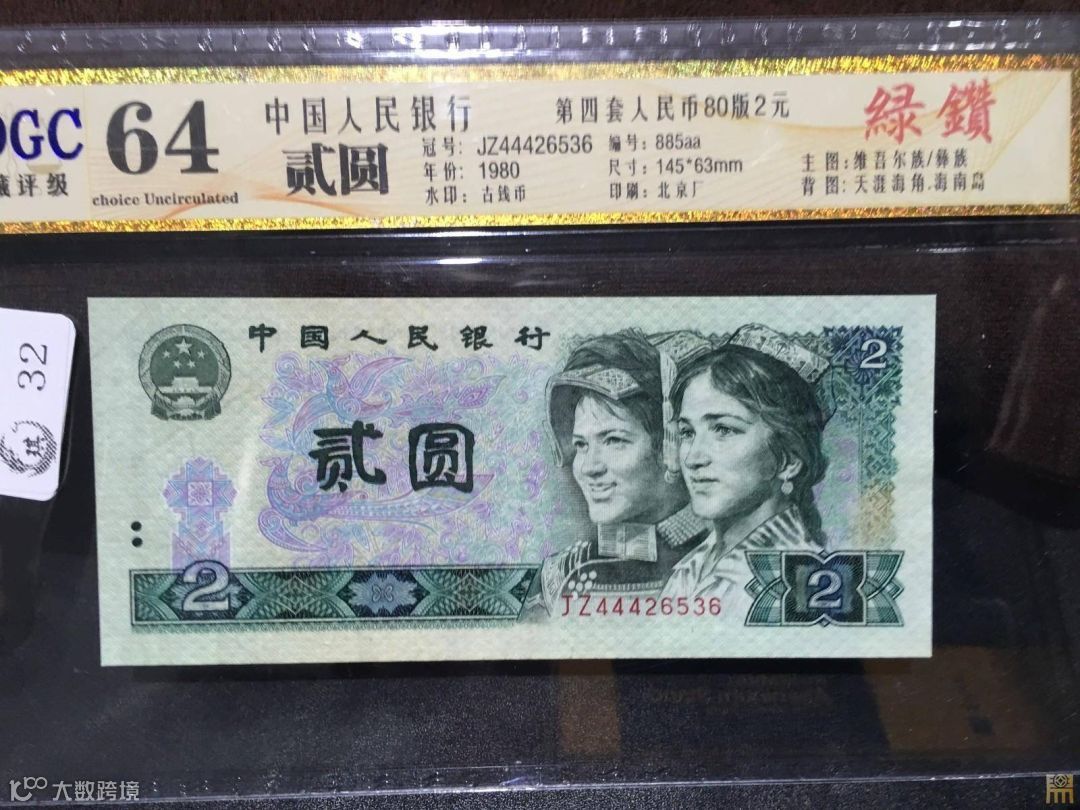 DGC 64
藏评级 choice Uncirculated
中国人民银行
贰圆
第四套人民币80版2元
冠号: JZ44426536 编号: 885aa
年份: 1980 尺寸: 145*63mm
水印: 古钱币 印刷: 北京厂
綠鑽
主图: 维吾尔族/彝族
背图: 天涯海角.海南岛
32
中国人民银行
2
贰圆
2
JZ44426536
2
大数跨境